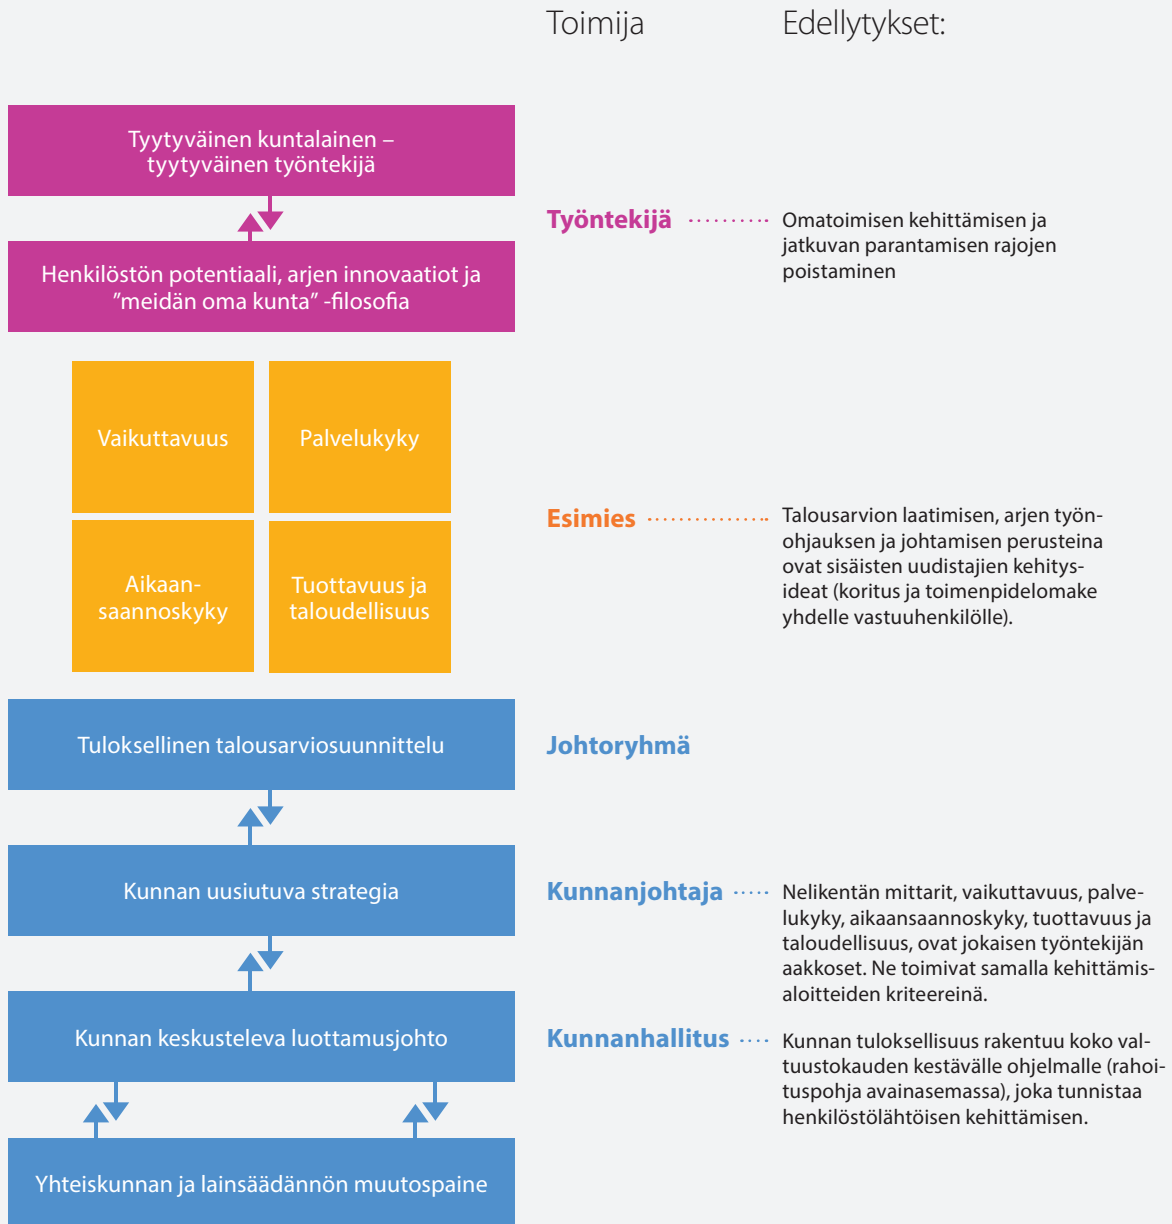 Toimija
Edellytykset:
Tyytyväinen kuntalainen –
tyytyväinen työntekijä
Henkilöstön potentiaali, arjen innovaatiot ja
”meidän oma kunta” -filosofia
Työntekijä
Omatoimisen kehittämisen ja
jatkuvan parantamisen rajojen
poistaminen
Vaikuttavuus
Palvelukyky
Aikaan-
saannoskyky
Tuottavuus ja
taloudellisuus
Esimies
Talousarvion laatimisen, arjen työn-
ohjauksen ja johtamisen perusteina
ovat sisäisten uudistajien kehitys-
ideat (koritus ja toimenpidelomake
yhdelle vastuuhenkilölle).
Tuloksellinen talousarviosuunnittelu
Johtoryhmä
Kunnan uusiutuva strategia
Kunnanjohtaja
Nelikentän mittarit, vaikuttavuus, palve-
lukyky, aikaansaannoskyky, tuottavuus ja
taloudellisuus, ovat jokaisen työntekijän
aakkoset. Ne toimivat samalla kehittämis-
aloitteiden kriteereinä.
Kunnan keskusteleva luottamusjohto
Kunnanhallitus
Kunnan tuloksellisuus rakentuu koko val-
tuustokauden kestävälle ohjelmalle (rahoi-
tuspohja avainasemassa), joka tunnistaa
henkilöstölähtöisen kehittämisen.
Yhteiskunnan ja lainsäädännön muutospaine